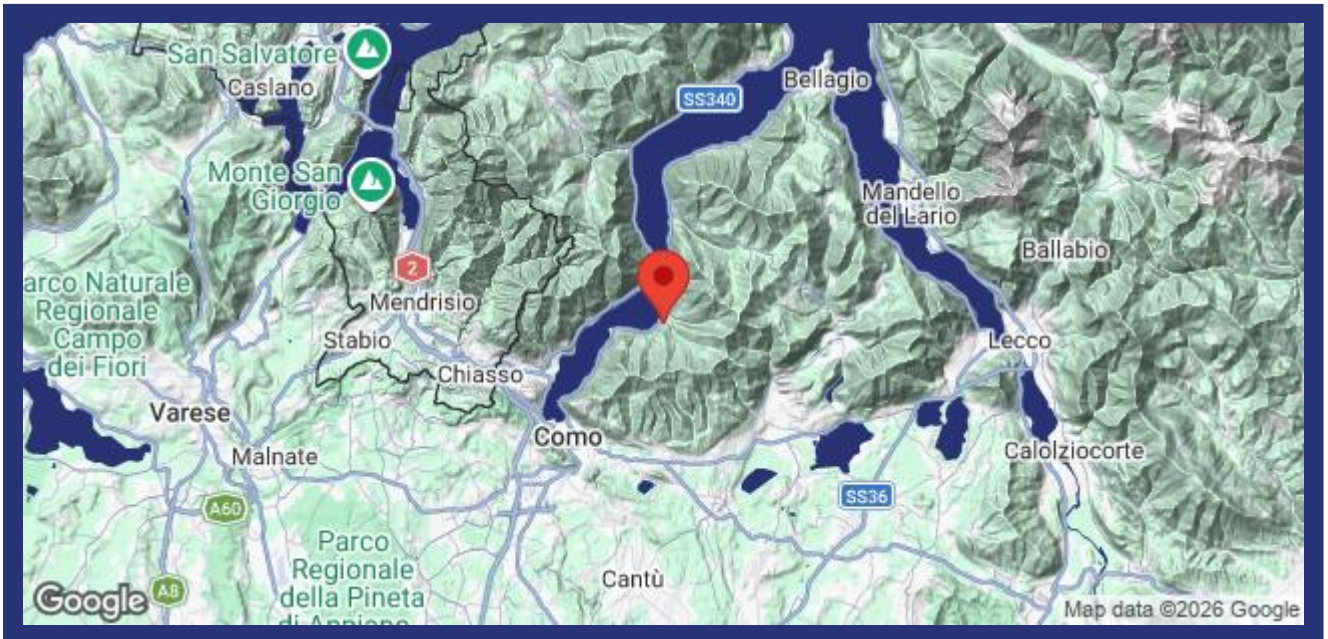 San Salvatore
Caslano
SS340
Bellagio
Monte San
Giorgio
Mandello
del Lario
Ballabio
2
arco Naturale
Regionale
Campo
dei Fiori
Mendrisio
Stabio
Lecco
Chiasso
Varese
Como
Malnate
Calolziocorte
SS36
A60
Parco
Regionale
della Pineta
di Appiano
Cantù
A8
Google
Map data ©2026 Google